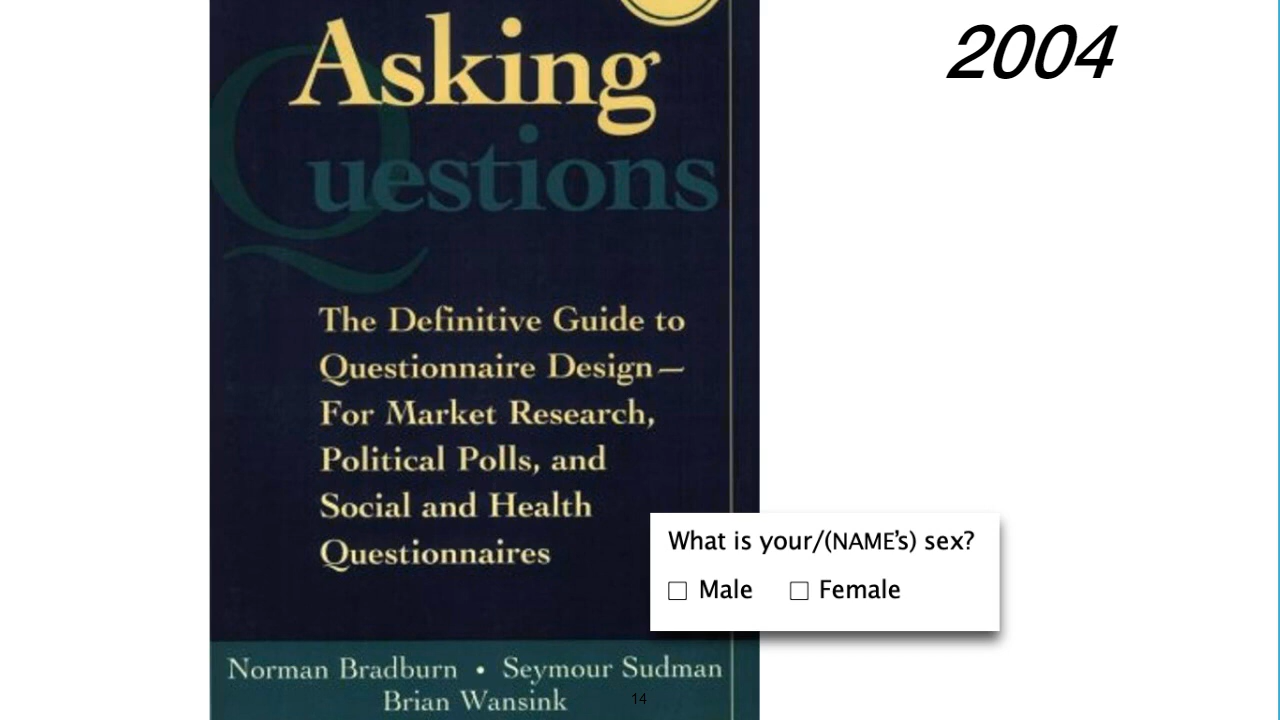 2004
Asking
Questions
The Definitive Guide to
Questionnaire Design—
For Market Research,
Political Polls, and
Social and Health
Questionnaires
What is your/(NAME's) sex?
□ Male □ Female
Norman Bradburn • Seymour Sudman
Brian Wansink
14